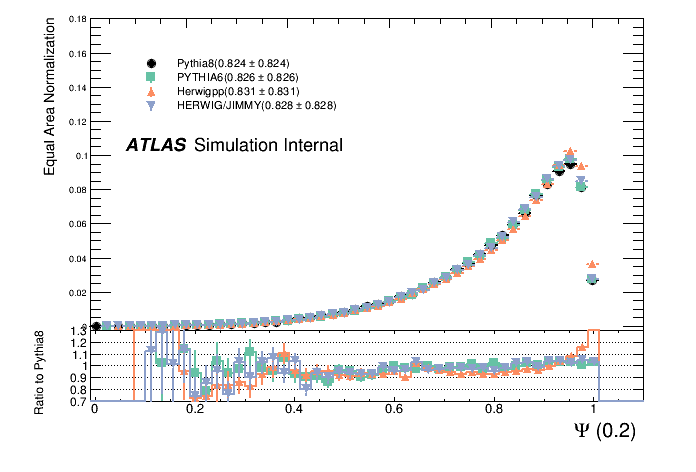 Equal Area Normalization
0.18
0.16
0.14
0.12
0.1
0.08
0.06
0.04
0.02
0
Pythia8(0.824 ± 0.824)
PYTHIA6(0.826 ± 0.826)
Herwigpp(0.831 ± 0.831)
HERWIG/JIMMY(0.828 ± 0.828)
ATLAS Simulation Internal
Ratio to Pythia8
1.3
1.2
1.1
1
0.9
0.8
0.7
0 0.2 0.4 0.6 0.8 1
Ψ (0.2)